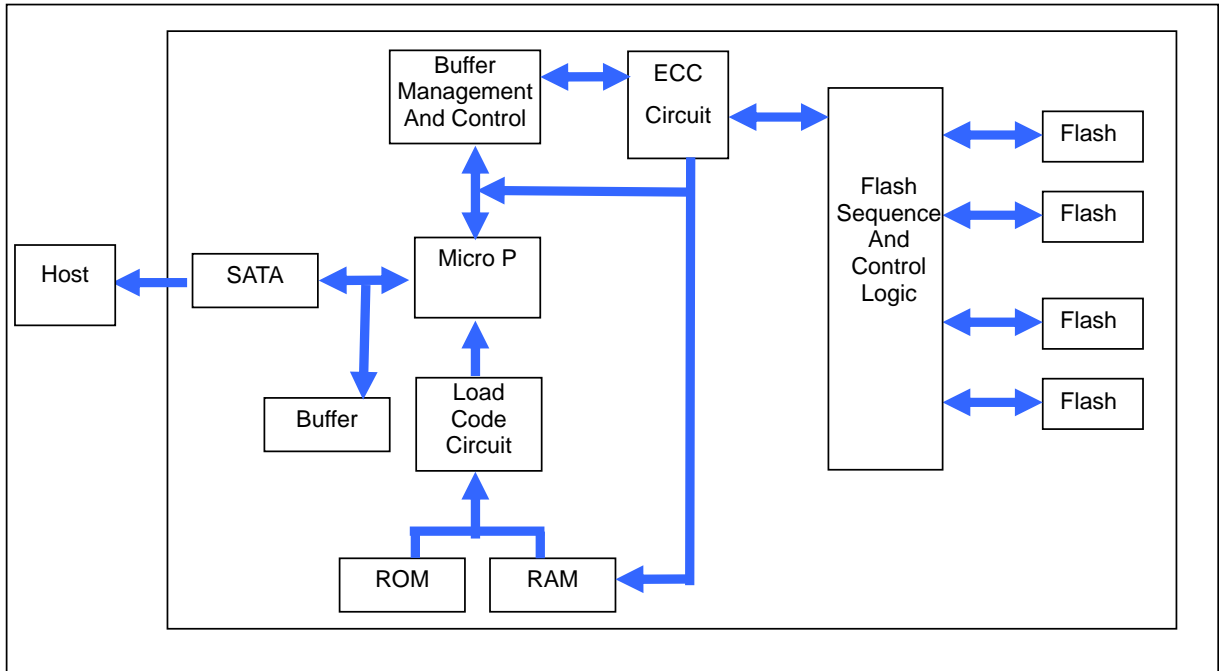 Buffer
Management
And Control
ECC
Circuit
Flash
Flash
Flash
Sequence
And
Control
Logic
Host
SATA
Micro P
Flash
Flash
Buffer
Load
Code
Circuit
ROM
RAM